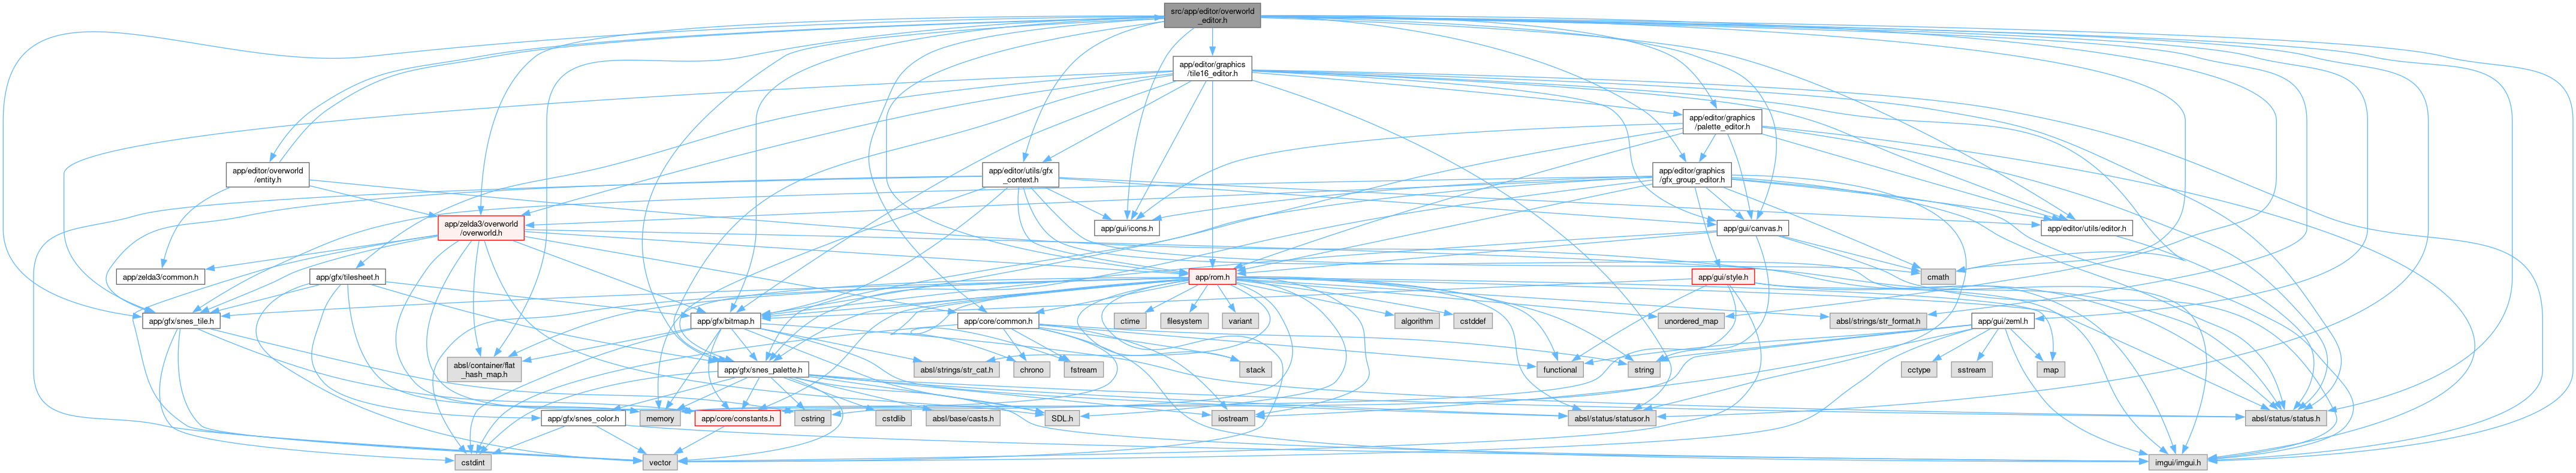 src/app/editor/overworld
_editor.h
app/editor/graphics
/tile16_editor.h
app/editor/graphics
/palette_editor.h
app/editor/overworld
/entity.h
app/editor/utils/gfx
_context.h
app/editor/graphics
/gfx_group_editor.h
app/zelda3/overworld
/overworld.h
app/gui/icons.h
app/gui/canvas.h
app/editor/utils/editor.h
app/zelda3/common.h
app/gfx/tilesheet.h
app/rom.h
app/gui/style.h
cmath
app/gfx/snes_tile.h
app/gfx/bitmap.h
app/core/common.h
ctime
filesystem
variant
algorithm
cstddef
unordered_map
absl/strings/str_format.h
app/gui/zeml.h
absl/container/flat
_hash_map.h
app/gfx/snes_palette.h
absl/strings/str_cat.h
chrono
fstream
stack
functional
string
cctype
sstream
map
app/gfx/snes_color.h
memory
app/core/constants.h
cstring
cstdlib
absl/base/casts.h
SDL.h
iostream
absl/status/statusor.h
absl/status/status.h
cstdint
vector
imgui/imgui.h